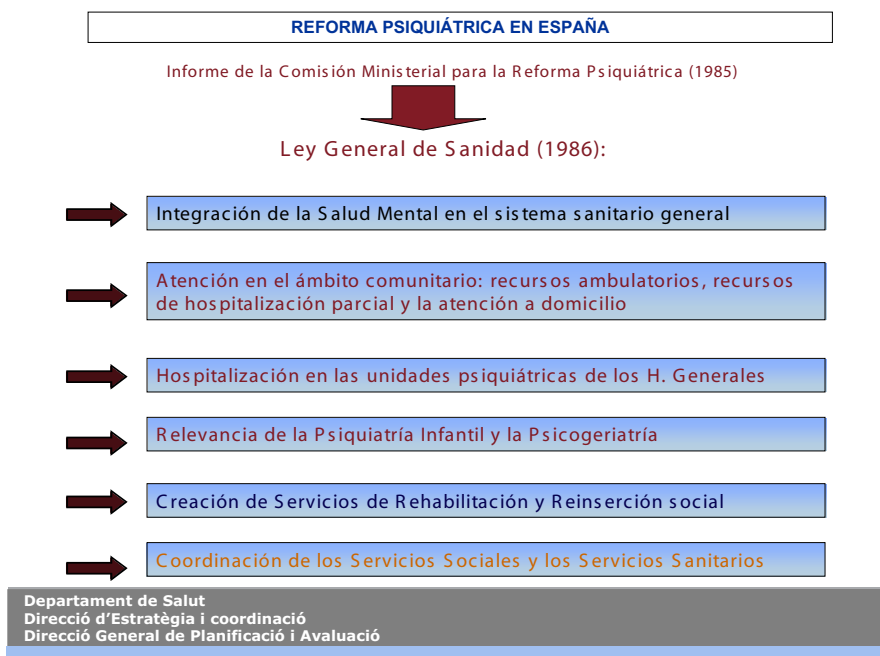 REFORMA PSIQUIÁTRICA EN ESPAÑA
Informe de la Comisión Ministerial para la Reforma Psiquiátrica (1985)
Ley General de Sanidad (1986):
Integración de la Salud Mental en el sistema sanitario general
Atención en el ámbito comunitario: recursos ambulatorios, recursos
de hospitalización parcial y la atención a domicilio
Hospitalización en las unidades psiquiátricas de los H. Generales
Relevancia de la Psiquiatría Infantil y la Psicogeriatría
Creación de Servicios de Rehabilitación y Reinserción social
Coordinación de los Servicios Sociales y los Servicios Sanitarios
Departament de Salut
Direcció d'Estratègia i coordinació
Direcció General de Planificació i Avaluació